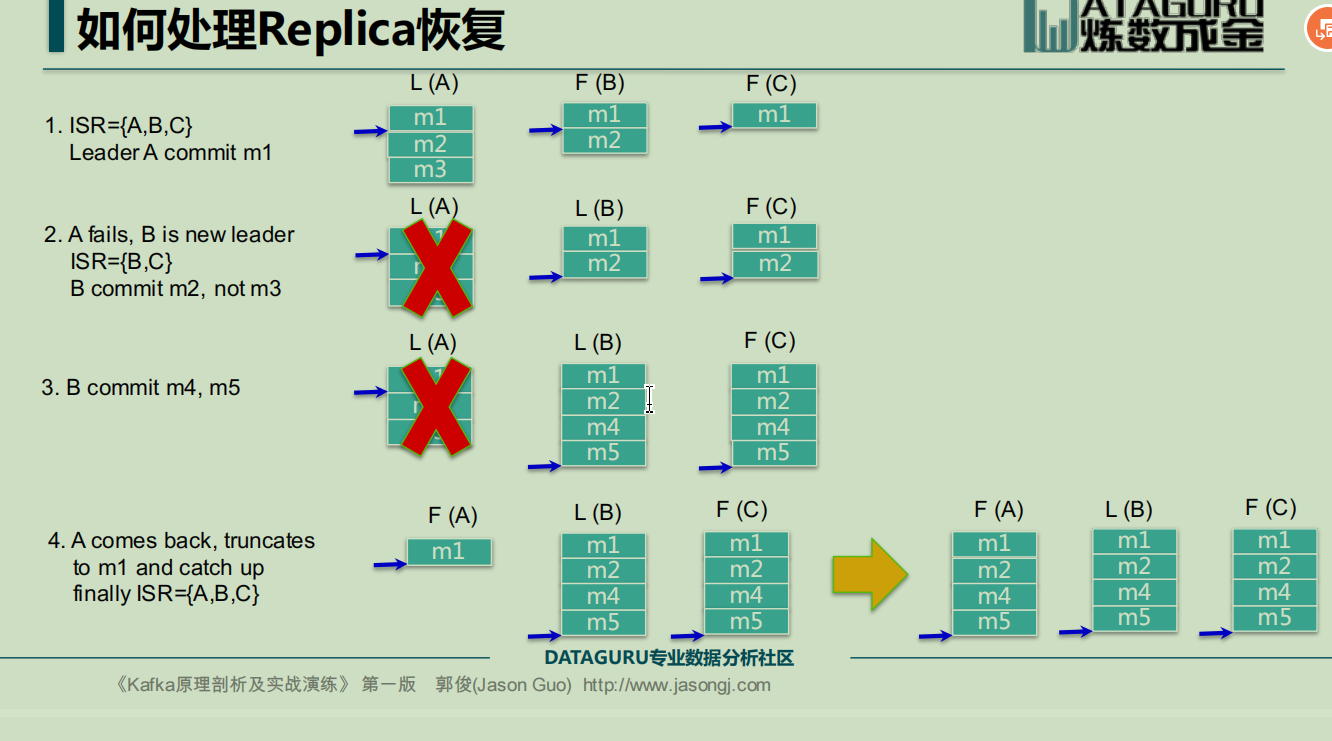 如何处理Replica恢复
ATAGURU
炼数成金
L (A)
F (B)
F (C)
1. ISR={A,B,C}
Leader A commit m1
m1
m2
m3
m1
m2
m1
L (A)
L (B)
F (C)
2. A fails, B is new leader
ISR={B,C}
B commit m2, not m3
m1
m2
m1
m2
L (A)
L (B)
F (C)
3. B commit m4, m5
m1
m2
m4
m5
m1
m2
m4
m5
F (A)
L (B)
F (C)
F (A)
L (B)
F (C)
4. A comes back, truncates
to m1 and catch up
finally ISR={A,B,C}
m1
m1
m2
m4
m5
m1
m2
m4
m5
m1
m2
m4
m5
m1
m2
m4
m5
m1
m2
m4
m5
DATAGURU专业数据分析社区
《Kafka原理剖析及实战演练》 第一版 郭俊(Jason Guo) http://www.jasongj.com